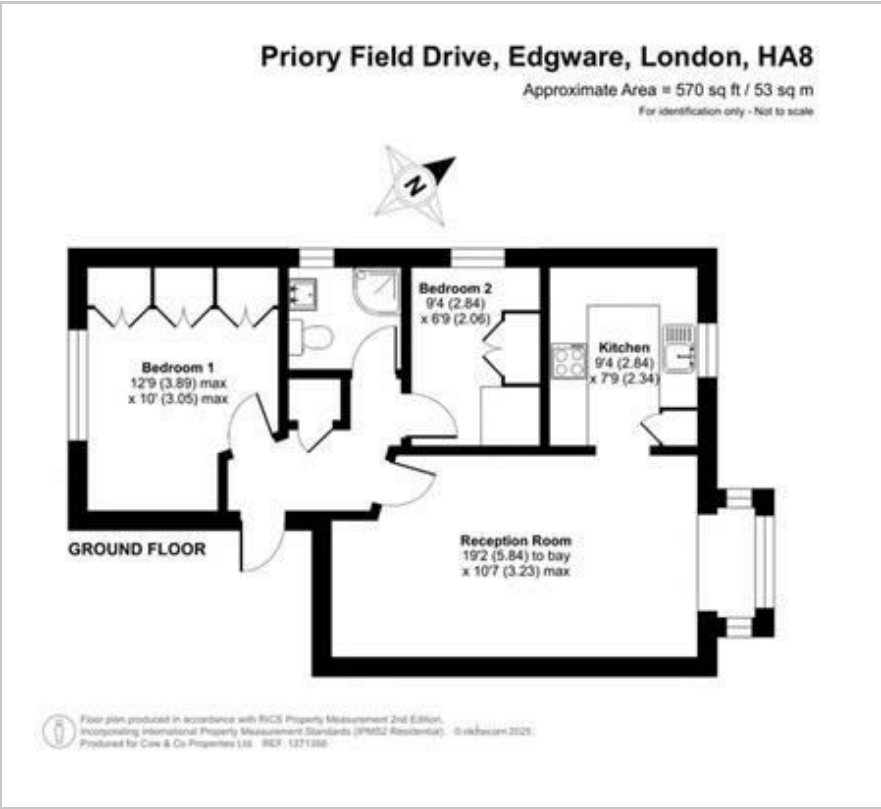 Priory Field Drive, Edgware, London, HA8
Approximate Area = 570 sq ft / 53 sq m
For identification only - Not to scale
N
Bedroom 2
9'4 (2.84)
x 6'9 (2.06)
Kitchen
9'4 (2.84)
x 7'9 (2.34)
Bedroom 1
12'9 (3.89) max
x 10' (3.05) max
GROUND FLOOR
Reception Room
19'2 (5.84) to bay
x 10'7 (3.23) max
Floor plan produced in accordance with RICS Property Measurement 2nd Edition,
Incorporating International Property Measurement Standards (IPMS2 Residential). © nichecom 2025.
Produced for Cow & Co Properties Ltd. REF: 1371356